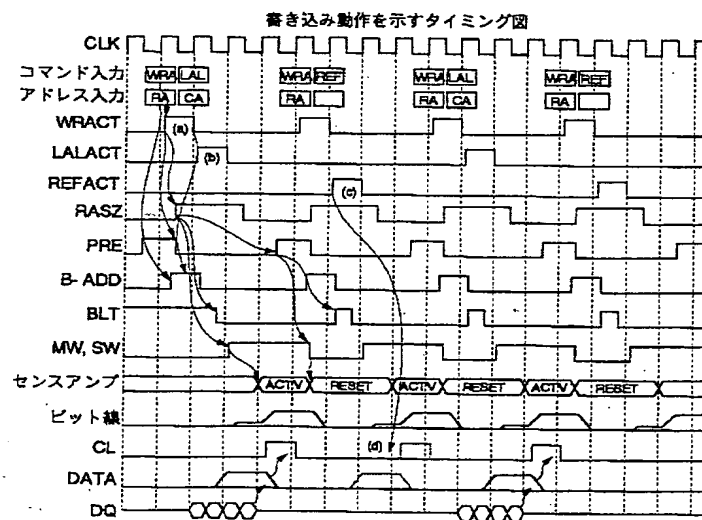 書き込み動作を示すタイミング図
CLK
コマンド入力 WRA LAL WRA REF WRA LAL WRA REF
アドレス入力 RA CA RA RA CA RA
WRACT (a)
LALACT (b)
REFACT (c)
RASZ
PRE
B-ADD
BLT
MW, SW
センスアンプ ACTIV RESET ACTIV RESET ACTIV RESET
ビット線
CL (d)
DATA
DQ